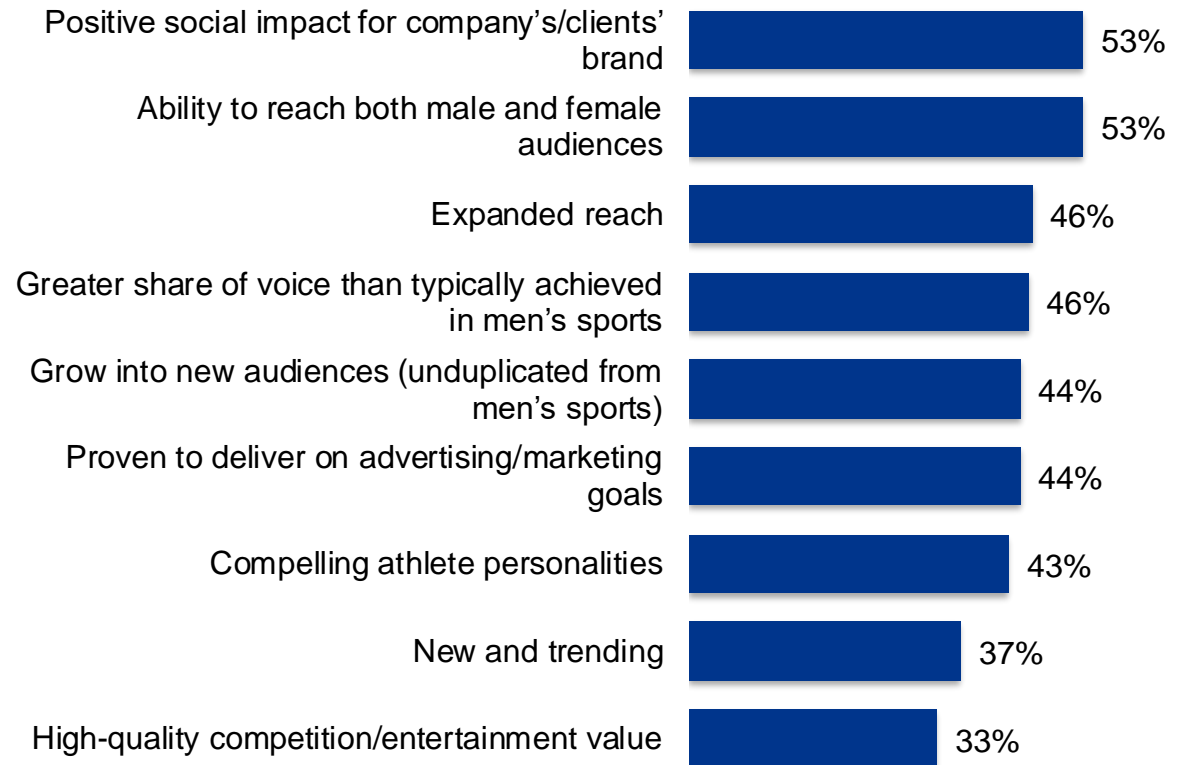 Positive social impact for company’s/clients’
brand
53%
Ability to reach both male and female
audiences
53%
Expanded reach
46%
Greater share of voice than typically achieved
in men’s sports
46%
Grow into new audiences (unduplicated from
men’s sports)
44%
Proven to deliver on advertising/marketing
goals
44%
Compelling athlete personalities
43%
New and trending
37%
High-quality competition/entertainment value
33%